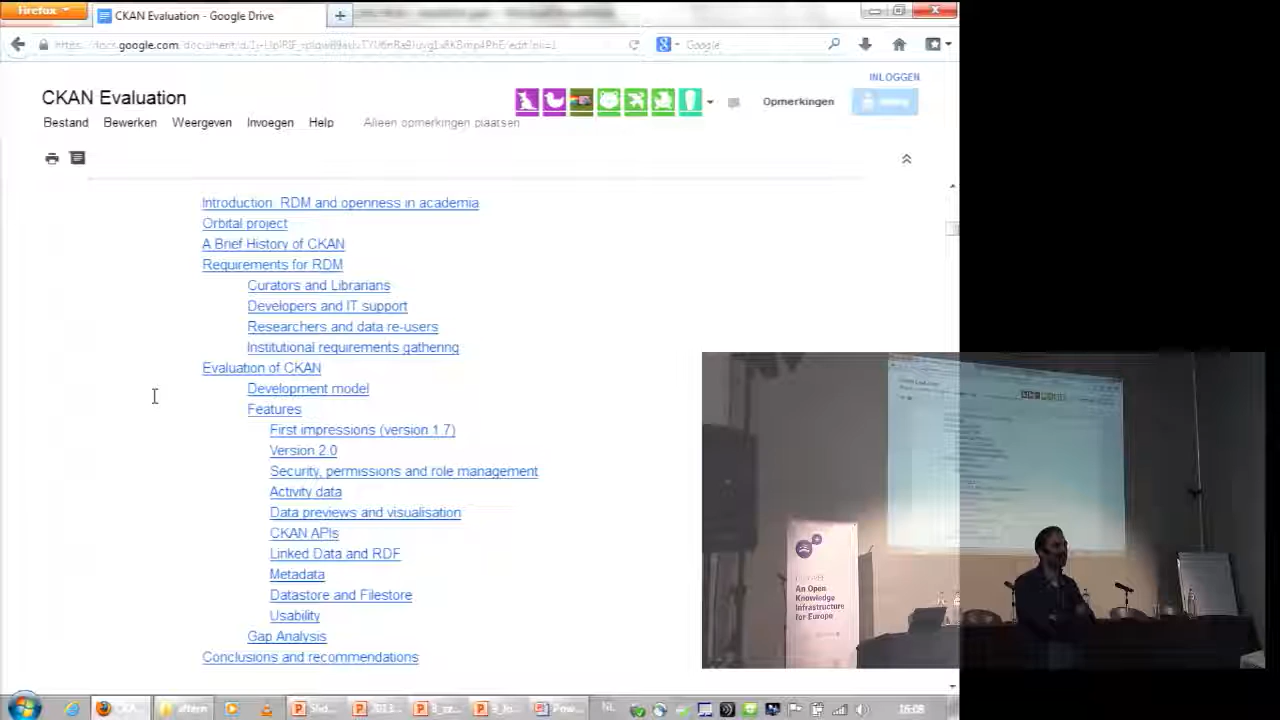 Firefox
CKAN Evaluation - Google Drive
Google
INLOGGEN
CKAN Evaluation
Bestand Bewerken Weergeven Invoegen Help Alleen opmerkingen plaatsen
Opmerkingen
Introduction: RDM and openness in academia
Orbital project
A Brief History of CKAN
Requirements for RDM
Curators and Librarians
Developers and IT support
Researchers and data re-users
Institutional requirements gathering
Evaluation of CKAN
Development model
Features
First impressions (version 1.7)
Version 2.0
Security, permissions and role management
Activity data
Data previews and visualisation
CKAN APIs
Linked Data and RDF
Metadata
Datastore and Filestore
Usability
Gap Analysis
Conclusions and recommendations
An Open
Knowledge
Infrastructure
for Europe
NL
16:08